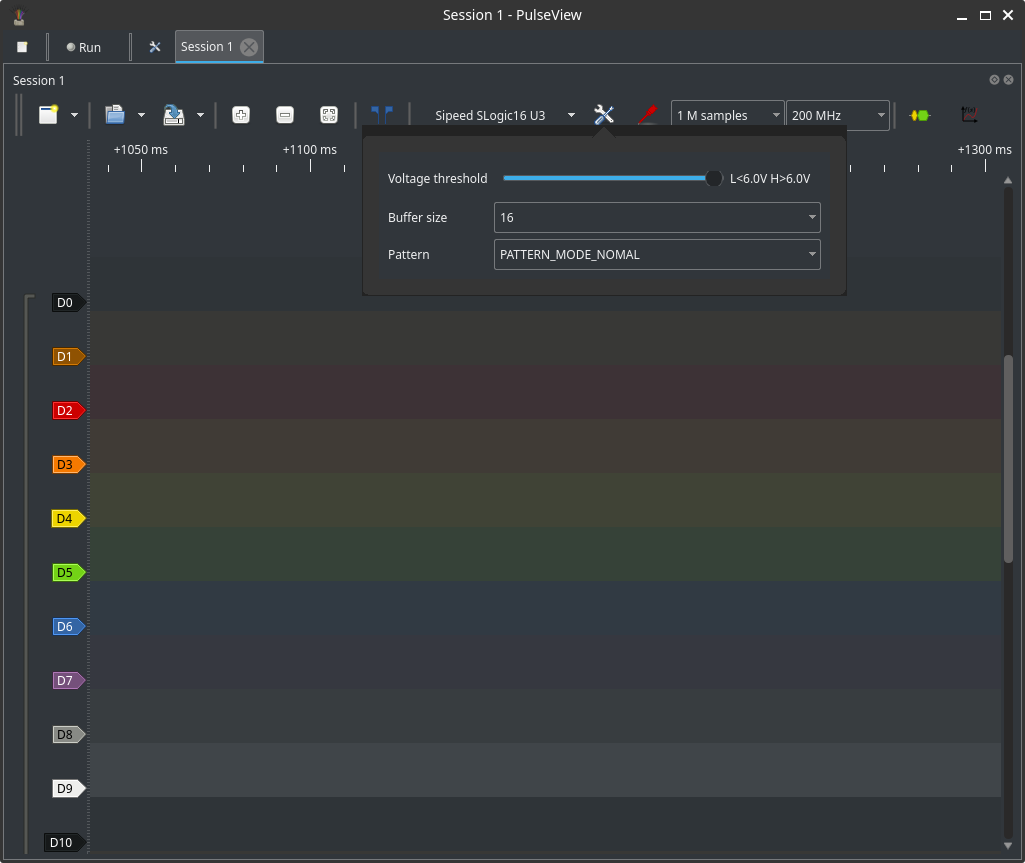 Session 1 - PulseView
Run
Session 1
Session 1
Sipeed SLogic16 U3
1 M samples
200 MHz
+1050 ms
+1100 ms
+1300 ms
Voltage threshold
L<6.0V H>6.0V
Buffer size
16
Pattern
PATTERN_MODE_NOMAL
D0
D1
D2
D3
D4
D5
D6
D7
D8
D9
D10